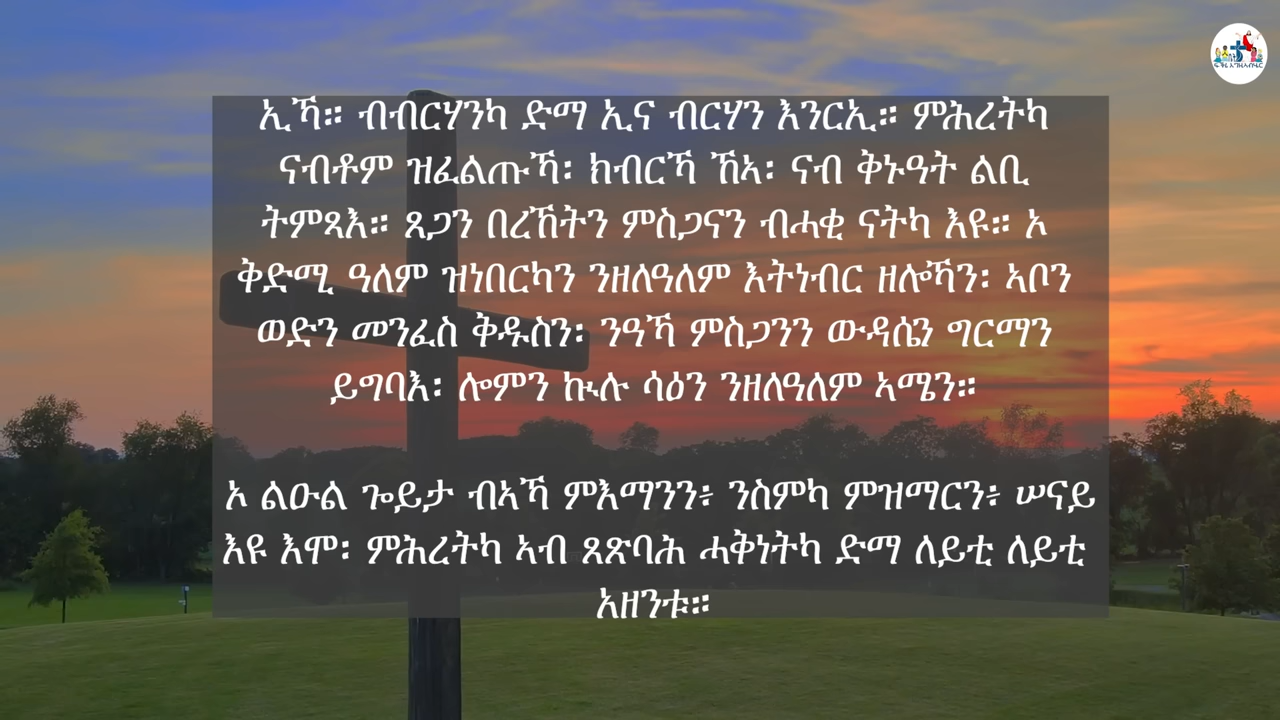 ኢኻ። ብብርሃንካ ድማ ኢና ብርሃን እንርኢ። ምሕረትካ
ናብቶም ዝፈልጡኻ፡ ክብርኻ ኸኣ፡ ናብ ቅኑዓት ልቢ
ትምጻእ። ጸጋን በረኸትን ምስጋናን ብሓቂ ናትካ እዩ። ኦ
ቅድሚ ዓለም ዝነበርካን ንዘለዓለም እትነብር ዘሎኻን፡ ኣቦን
ወድን መንፈስ ቅዱስን፡ ንዓኻ ምስጋንን ውዳሴን ግርማን
ይግባእ፡ ሎምን ኲሉ ሳዕን ንዘለዓለም ኣሜን።
ኦ ልዑል ጐይታ ብኣኻ ምእማንን፥ ንስምካ ምዝማርን፥ ሠናይ
እዩ እሞ፡ ምሕረትካ ኣብ ጸጽባሕ ሓቅነትካ ድማ ለይቲ ለይቲ
አዘንቱ።